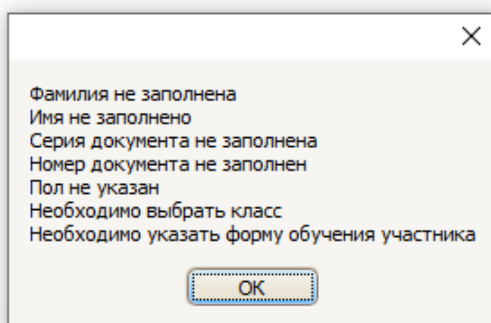 Фамилия не заполнена
Имя не заполнено
Серия документа не заполнена
Номер документа не заполнен
Пол не указан
Необходимо выбрать класс
Необходимо указать форму обучения участника
ОК